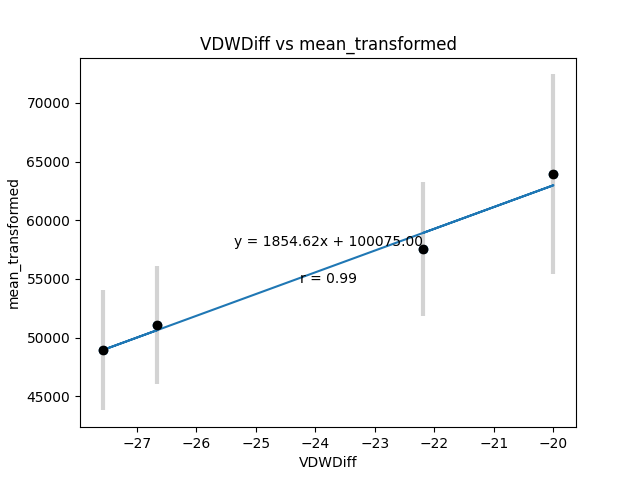 VDWDiff vs mean_transformed
70000
65000
60000
55000
50000
45000
mean_transformed
y = 1854.62x + 100075.00
r = 0.99
−27
−26
−25
−24
−23
−22
−21
−20
VDWDiff